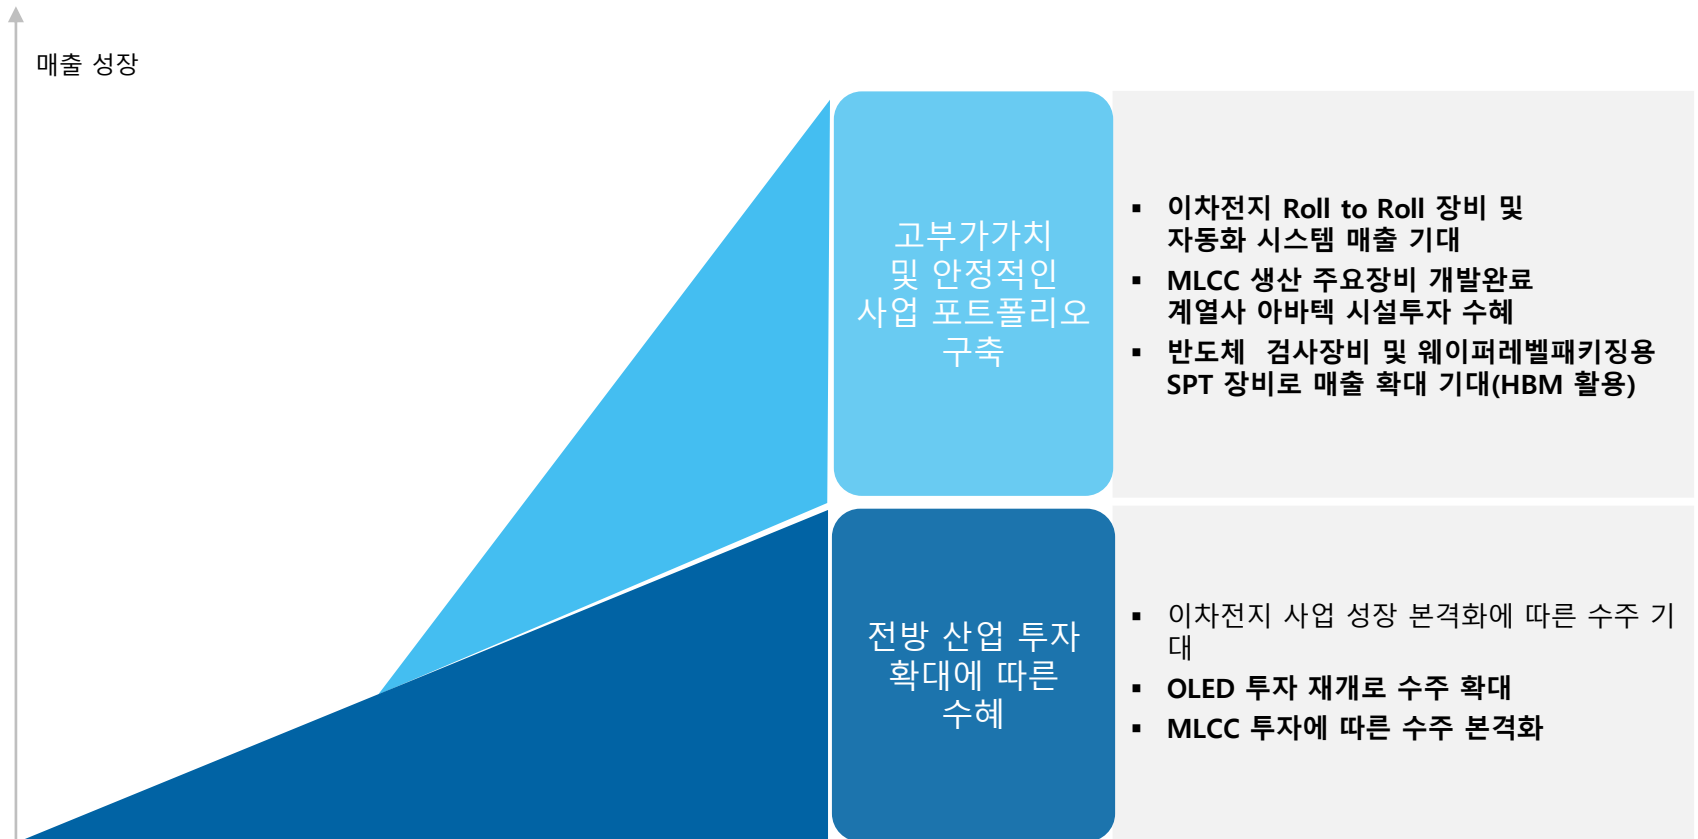 매출 성장
고부가가치
및 안정적인
사업 포트폴리오
구축
▪ 이차전지 Roll to Roll 장비 및
자동화 시스템 매출 기대
▪ MLCC 생산 주요장비 개발완료
계열사 아바텍 시설투자 수혜
▪ 반도체 검사장비 및 웨이퍼레벨패키징용
SPT 장비로 매출 확대 기대(HBM 활용)
전방 산업 투자
확대에 따른
수혜
▪ 이차전지 사업 성장 본격화에 따른 수주 기
대
▪ OLED 투자 재개로 수주 확대
▪ MLCC 투자에 따른 수주 본격화